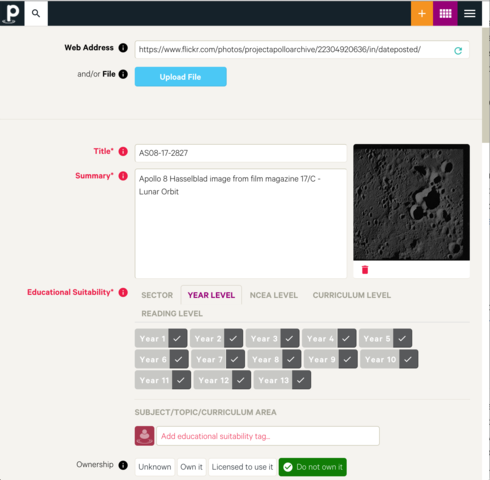 p
Web Address
https://www.flickr.com/photos/projectapolloarchive/22304920636/in/dateposted/
and/or File
Upload File
Title*
AS08-17-2827
Summary*
Apollo 8 Hasselblad image from film magazine 17/C -
Lunar Orbit
Educational Suitability*
SECTOR YEAR LEVEL NCEA LEVEL CURRICULUM LEVEL
READING LEVEL
Year 1 Year 2 Year 3 Year 4 Year 5
Year 6 Year 7 Year 8 Year 9 Year 10
Year 11 Year 12 Year 13
SUBJECT/TOPIC/CURRICULUM AREA
Add educational suitability tag..
Ownership Unknown Own it Licensed to use it Do not own it